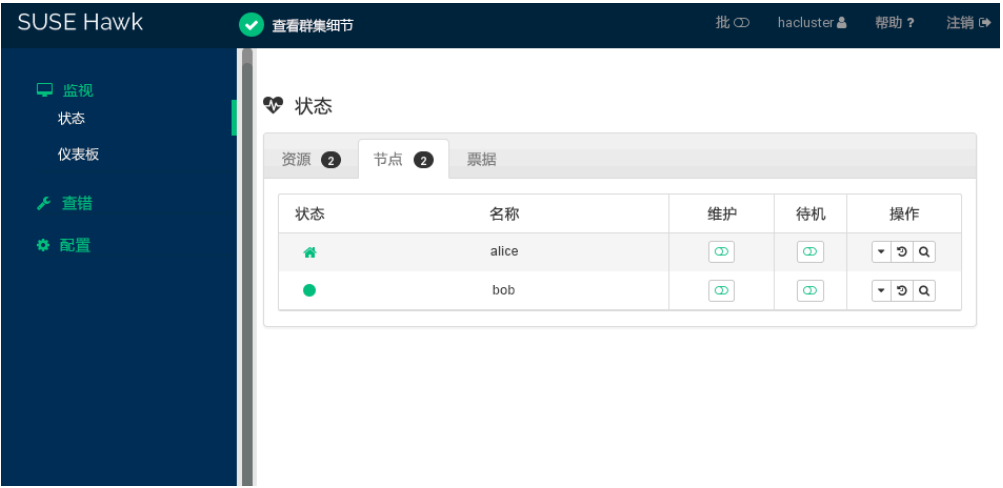 SUSE Hawk 查看群集细节 批 hacluster 帮助 ? 注销
监视
状态
仪表板
查错
配置
状态
资源 2 节点 2 票据
状态 名称 维护 待机 操作
alice
bob